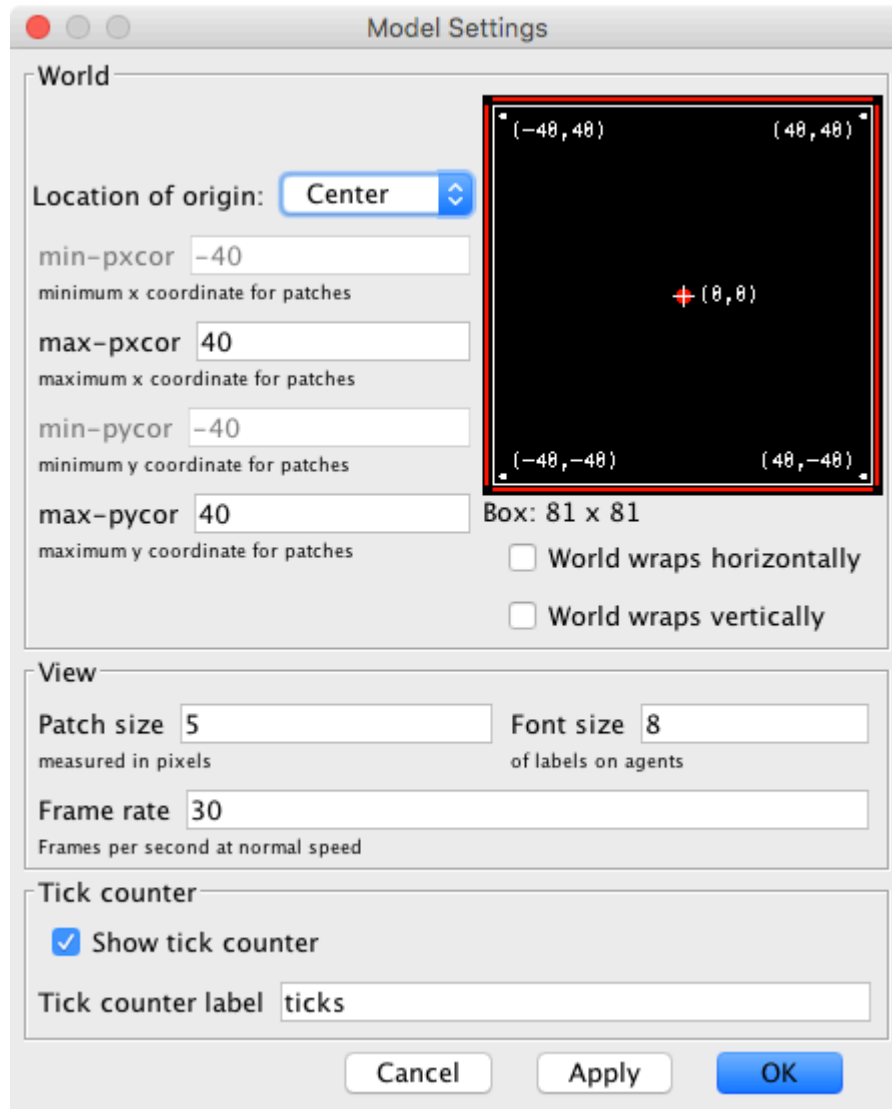 Model Settings
World
Location of origin: Center
min-pxcor -40
minimum x coordinate for patches
max-pxcor 40
maximum x coordinate for patches
min-pycor -40
minimum y coordinate for patches
max-pycor 40
maximum y coordinate for patches
(-40,40) (40,40)
(0,0)
(-40,-40) (40,-40)
Box: 81 x 81
World wraps horizontally
World wraps vertically
View
Patch size 5
measured in pixels
Font size 8
of labels on agents
Frame rate 30
Frames per second at normal speed
Tick counter
Show tick counter
Tick counter label ticks
Cancel Apply OK